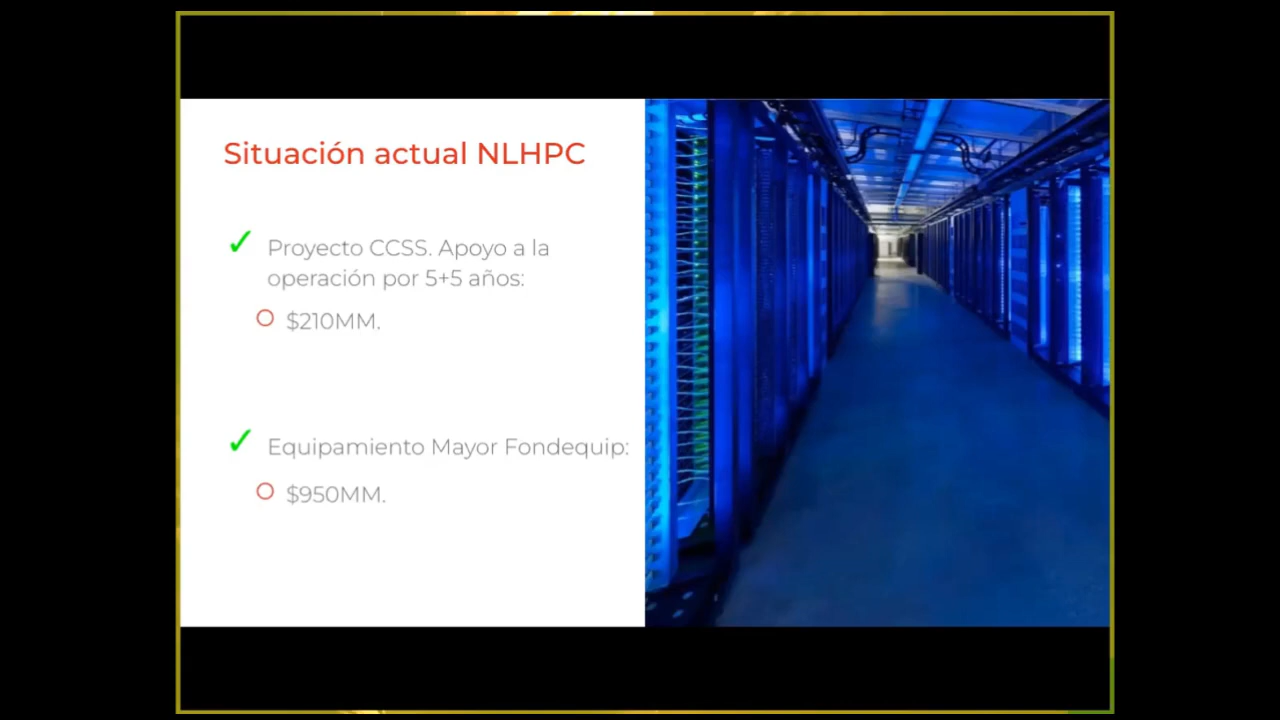 Situación actual NLHPC
✓ Proyecto CCSS. Apoyo a la
operación por 5+5 años:
$210MM.
✓ Equipamiento Mayor Fondequip:
$950MM.